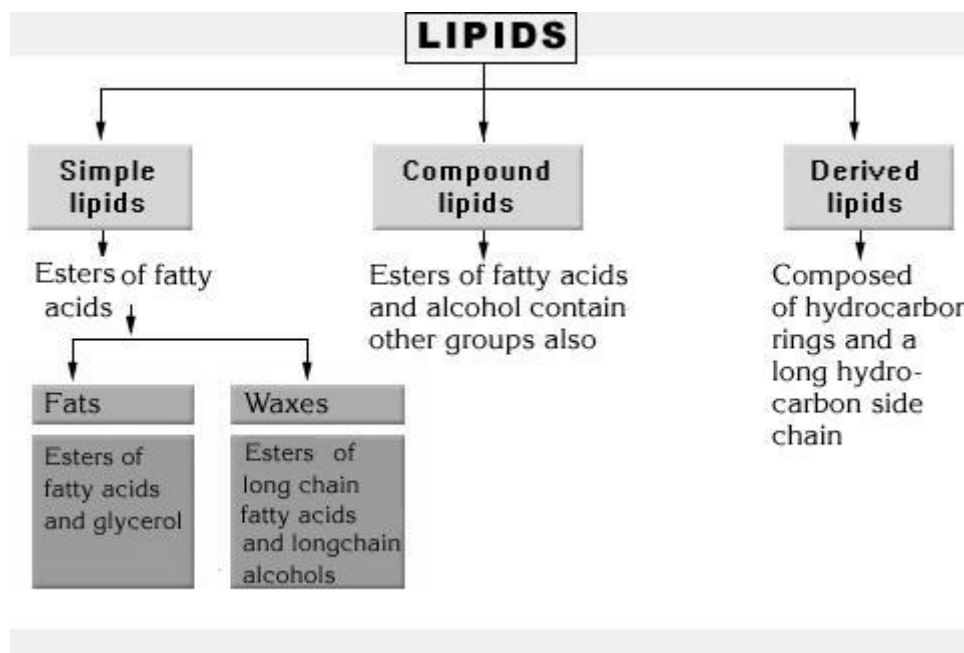 LIPIDS
Simple
lipids
Esters of fatty
acids
Fats
Esters of
fatty acids
and glycerol
Waxes
Esters of
long chain
fatty acids
and longchain
alcohols
Compound
lipids
Esters of fatty acids
and alcohol contain
other groups also
Derived
lipids
Composed
of hydrocarbon
rings and a
long hydro-
carbon side
chain